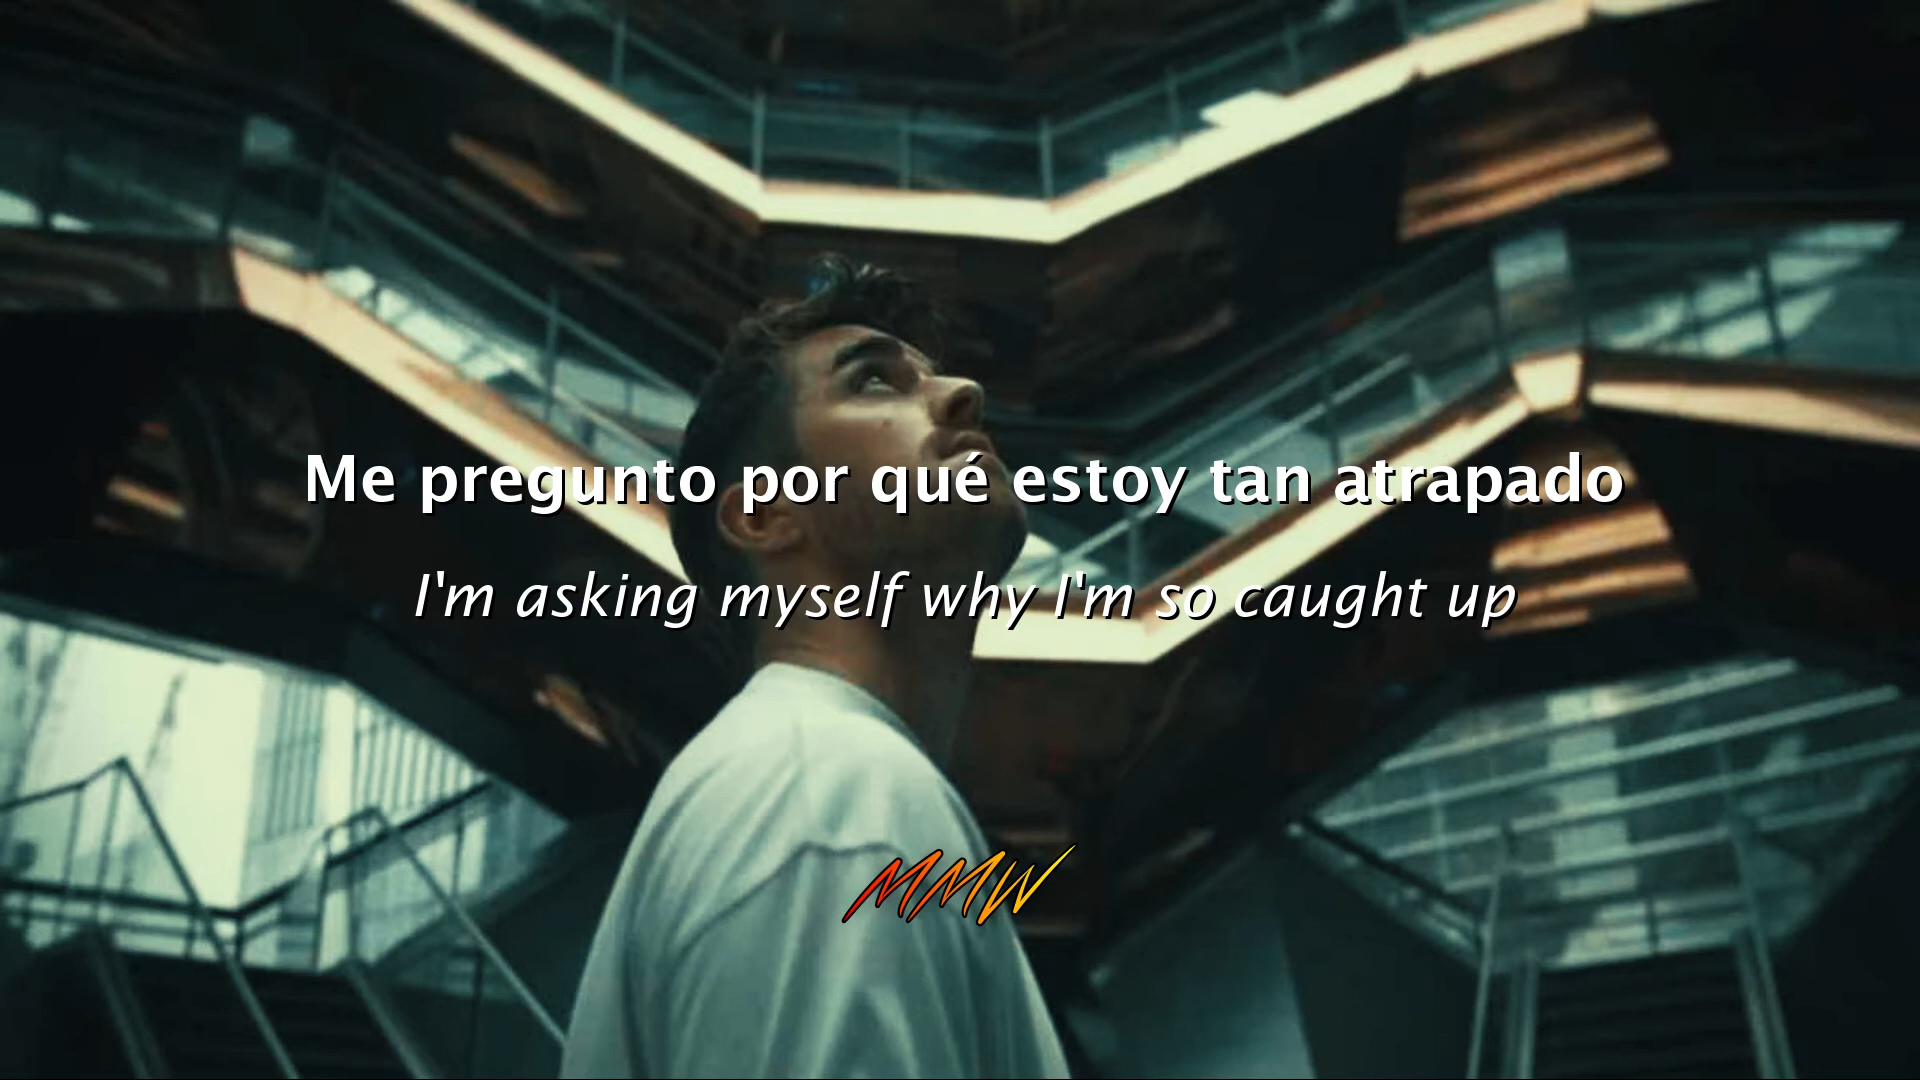 Me pregunto por qué estoy tan atrapado
I'm asking myself why I'm so caught up
MMW